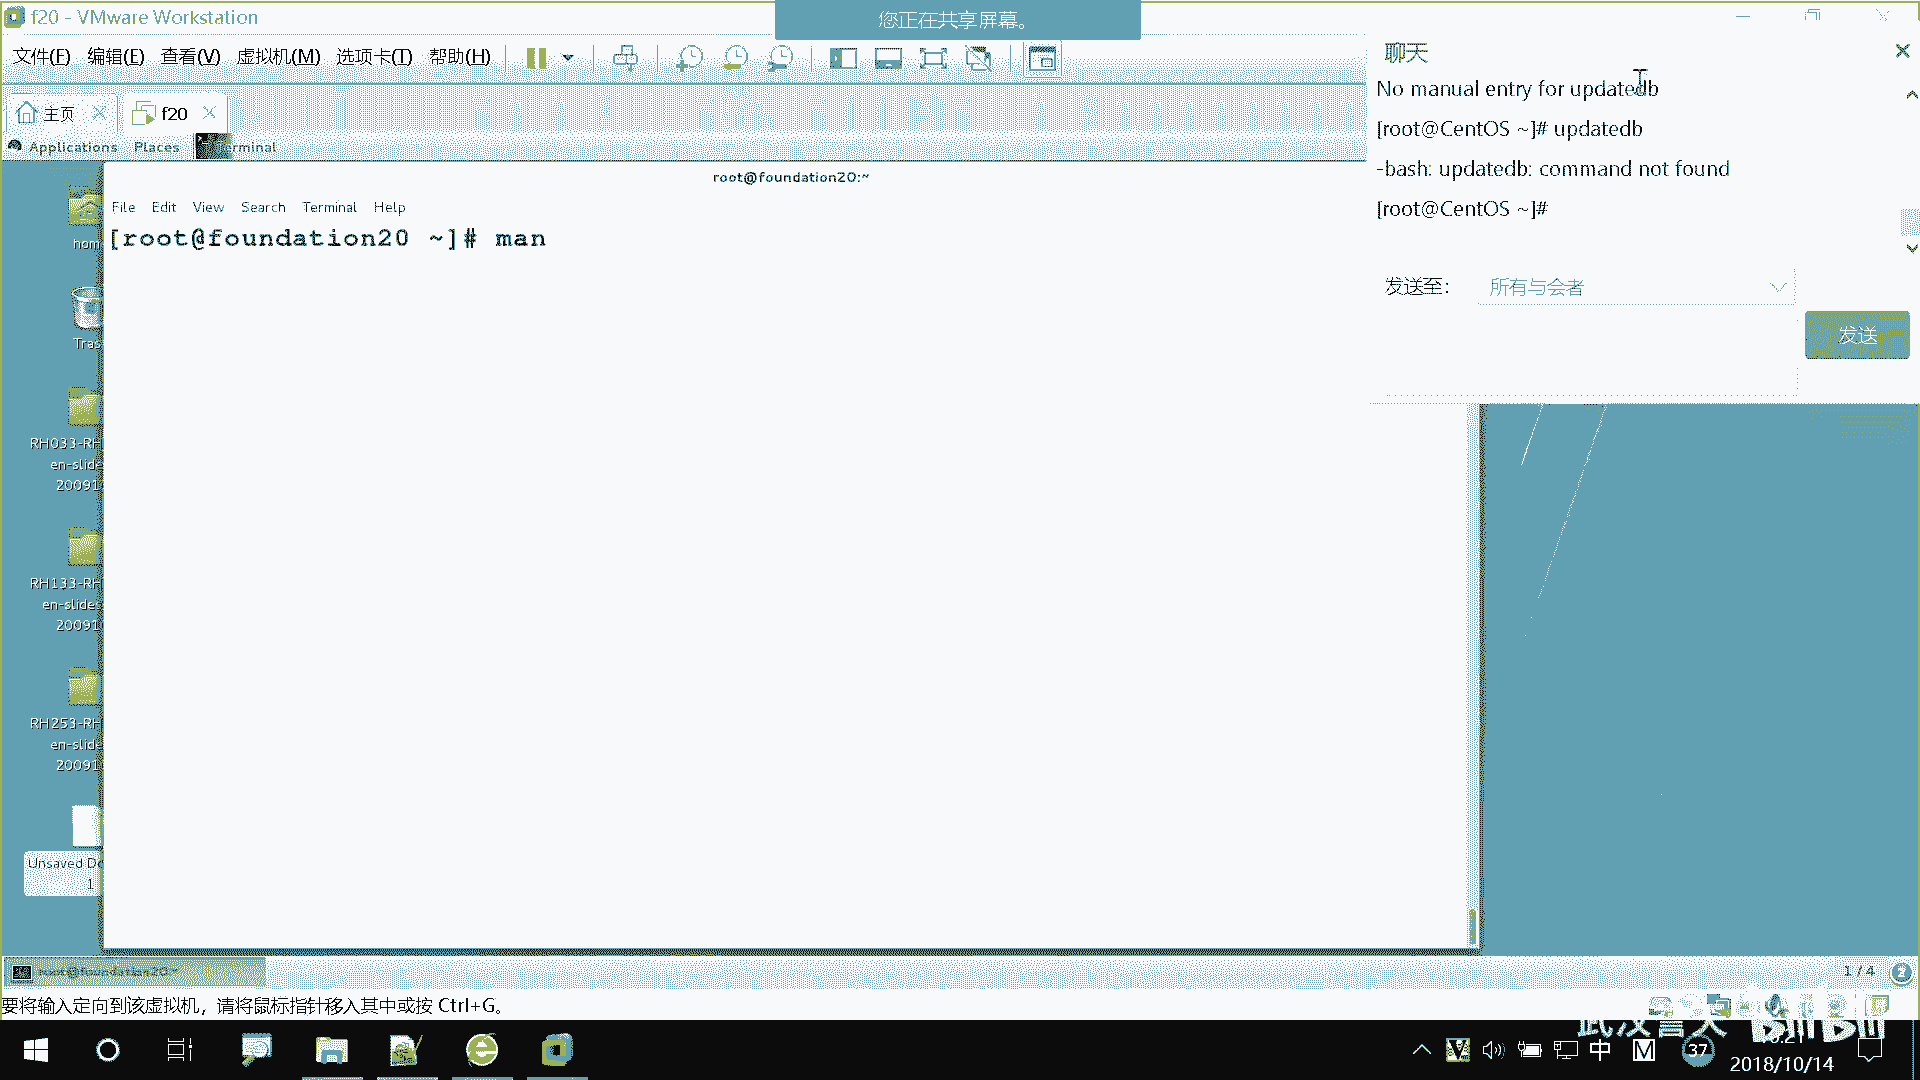 f20 - VMware Workstation
您正在共享屏幕。
文件(F) 编辑(E) 查看(V) 虚拟机(M) 选项卡(T) 帮助(H)
主页
f20
Applications Places
root@foundation20:~
File Edit View Search Terminal Help
[root@foundation20 ~]# man
聊天
No manual entry for updatedb
[root@CentOS ~]# updatedb
-bash: updatedb: command not found
[root@CentOS ~]#
发送至：
所有与会者
发送
RH033-RH
en-slide
20091
RH133-RH
en-slide
20091
RH253-RH
en-slide
20091
Unsaved Do
1
root@foundation20:~
1 / 4
要将输入定向到该虚拟机，请将鼠标指针移入其中或按 Ctrl+G。
中
M
37
2018/10/14